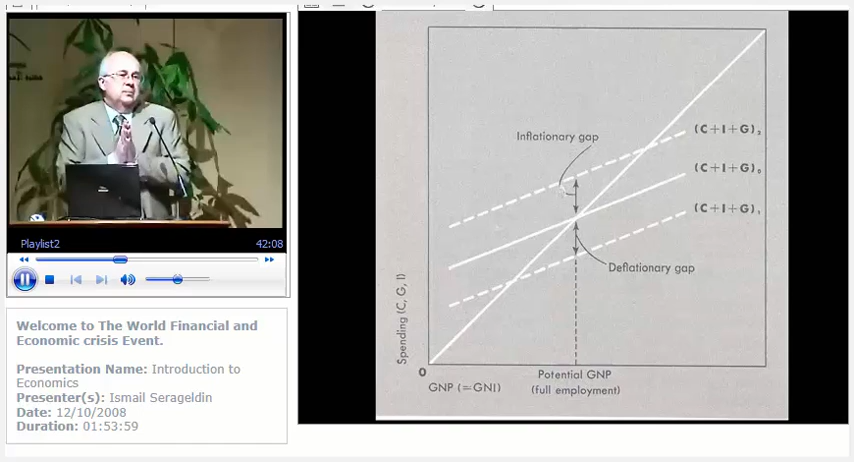 Playlist2
42:08
Welcome to The World Financial and
Economic crisis Event.
Presentation Name: Introduction to
Economics
Presenter(s): Ismail Serageldin
Date: 12/10/2008
Duration: 01:53:59
Inflationary gap
(C+I+G)₂
(C+I+G)₀
(C+I+G)₁
Deflationary gap
Spending (C, G, I)
0
GNP (=GNI)
Potential GNP
(full employment)